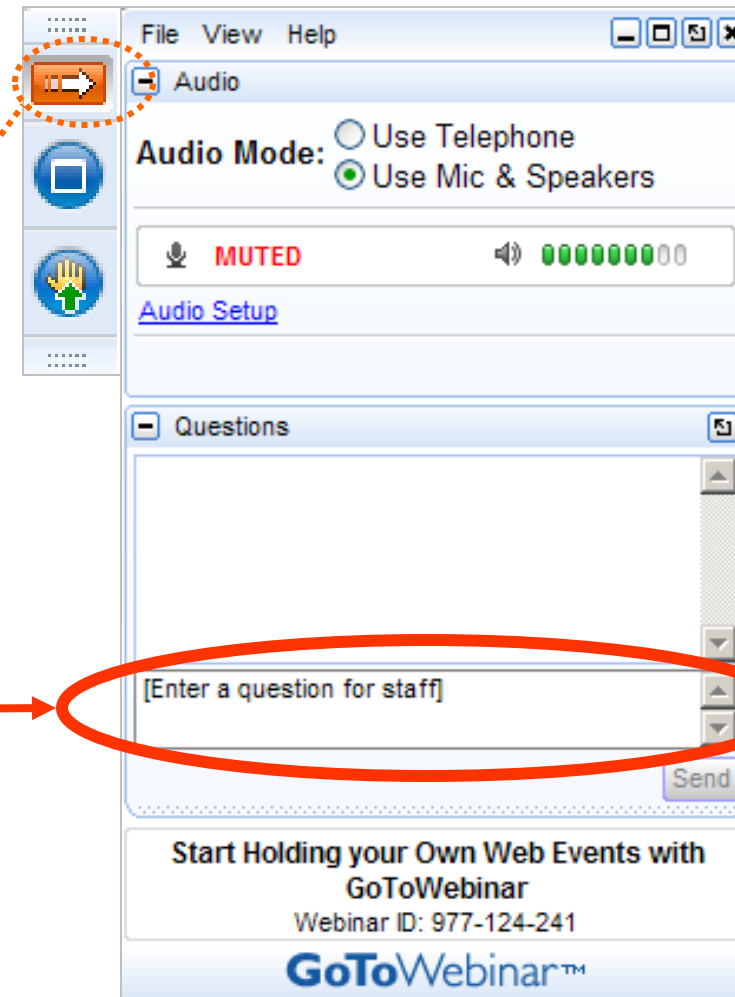 File View Help
Audio
Audio Mode:
Use Telephone
Use Mic & Speakers
MUTED
Audio Setup
Questions
[Enter a question for staff]
Send
Start Holding your Own Web Events with
GoToWebinar
Webinar ID: 977-124-241
GoToWebinar™